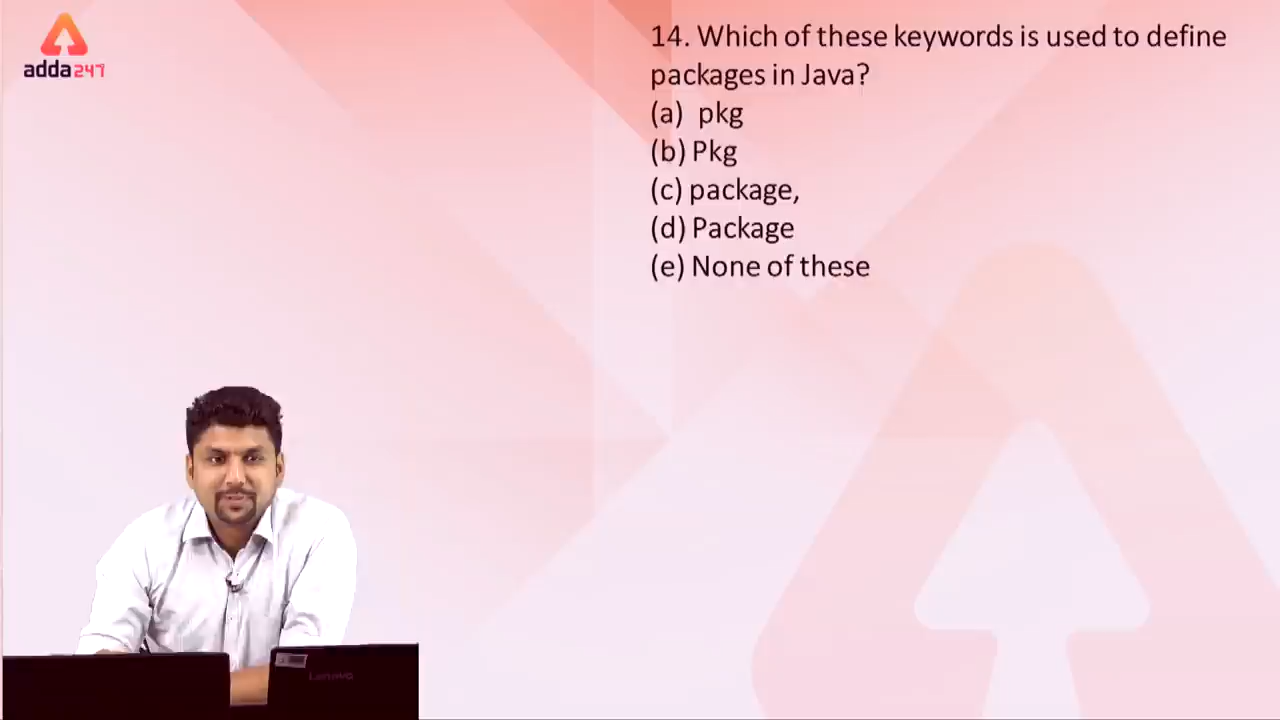 adda247
14. Which of these keywords is used to define
packages in Java?
(a) pkg
(b) Pkg
(c) package,
(d) Package
(e) None of these
Lenovo